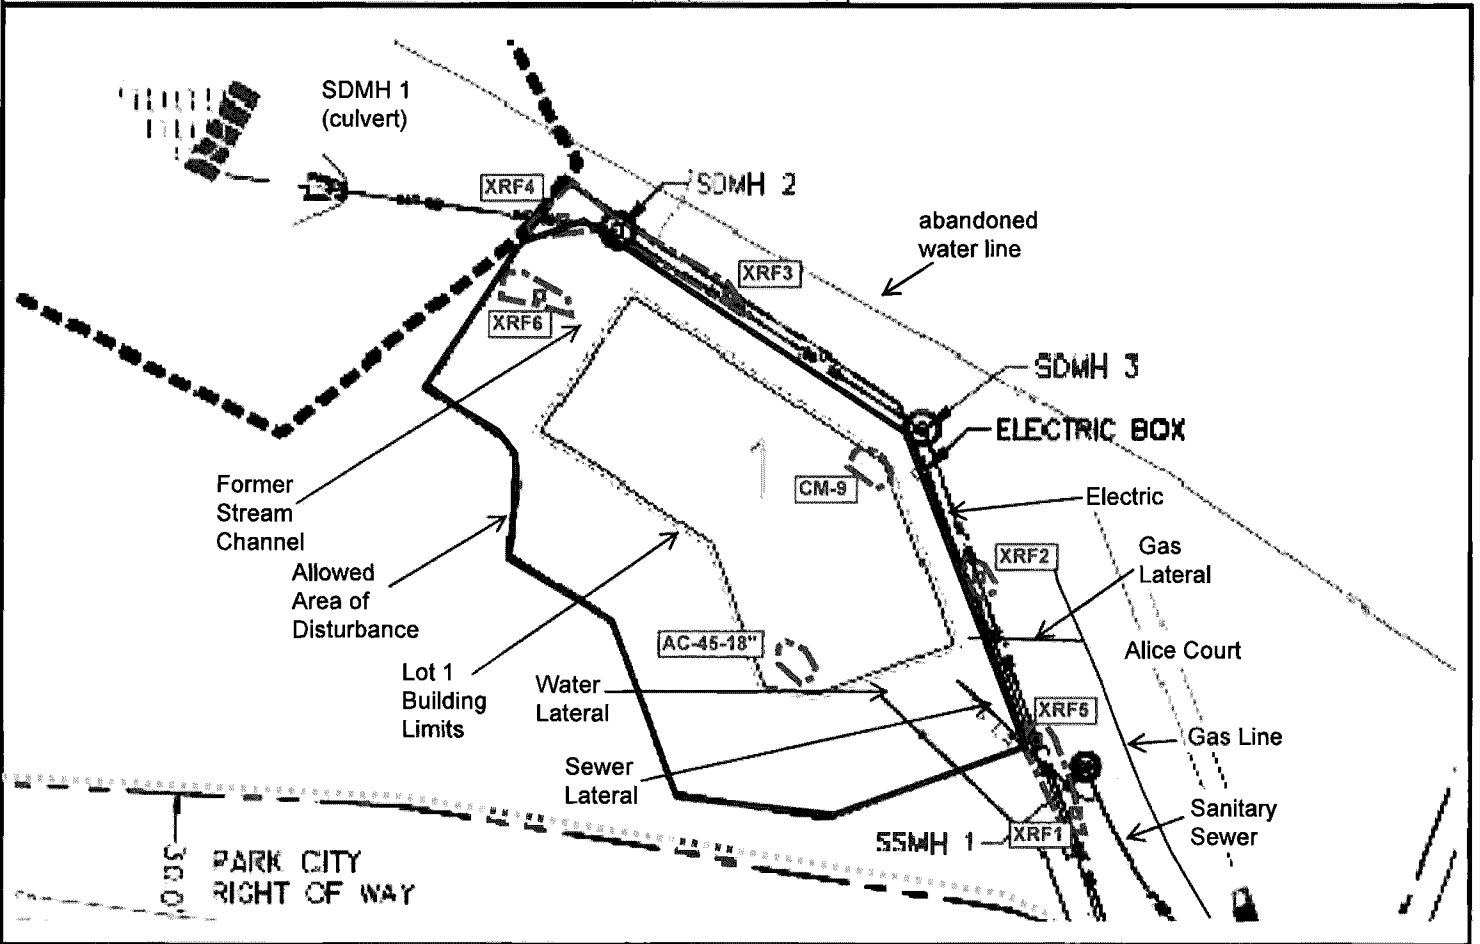 SDMH 1
(culvert)
XRF4
SDMH 2
abandoned
water line
XRF3
XRF6
SDMH 3
ELECTRIC BOX
CM-9
Former
Stream
Channel
Electric
Gas
Lateral
XRF2
Allowed
Area of
Disturbance
AC-45-18"
Alice Court
Lot 1
Building
Limits
Water
Lateral
XRF5
Gas Line
Sewer
Lateral
Sanitary
Sewer
SSMH 1
XRF1
30.0'
PARK CITY
RIGHT OF WAY